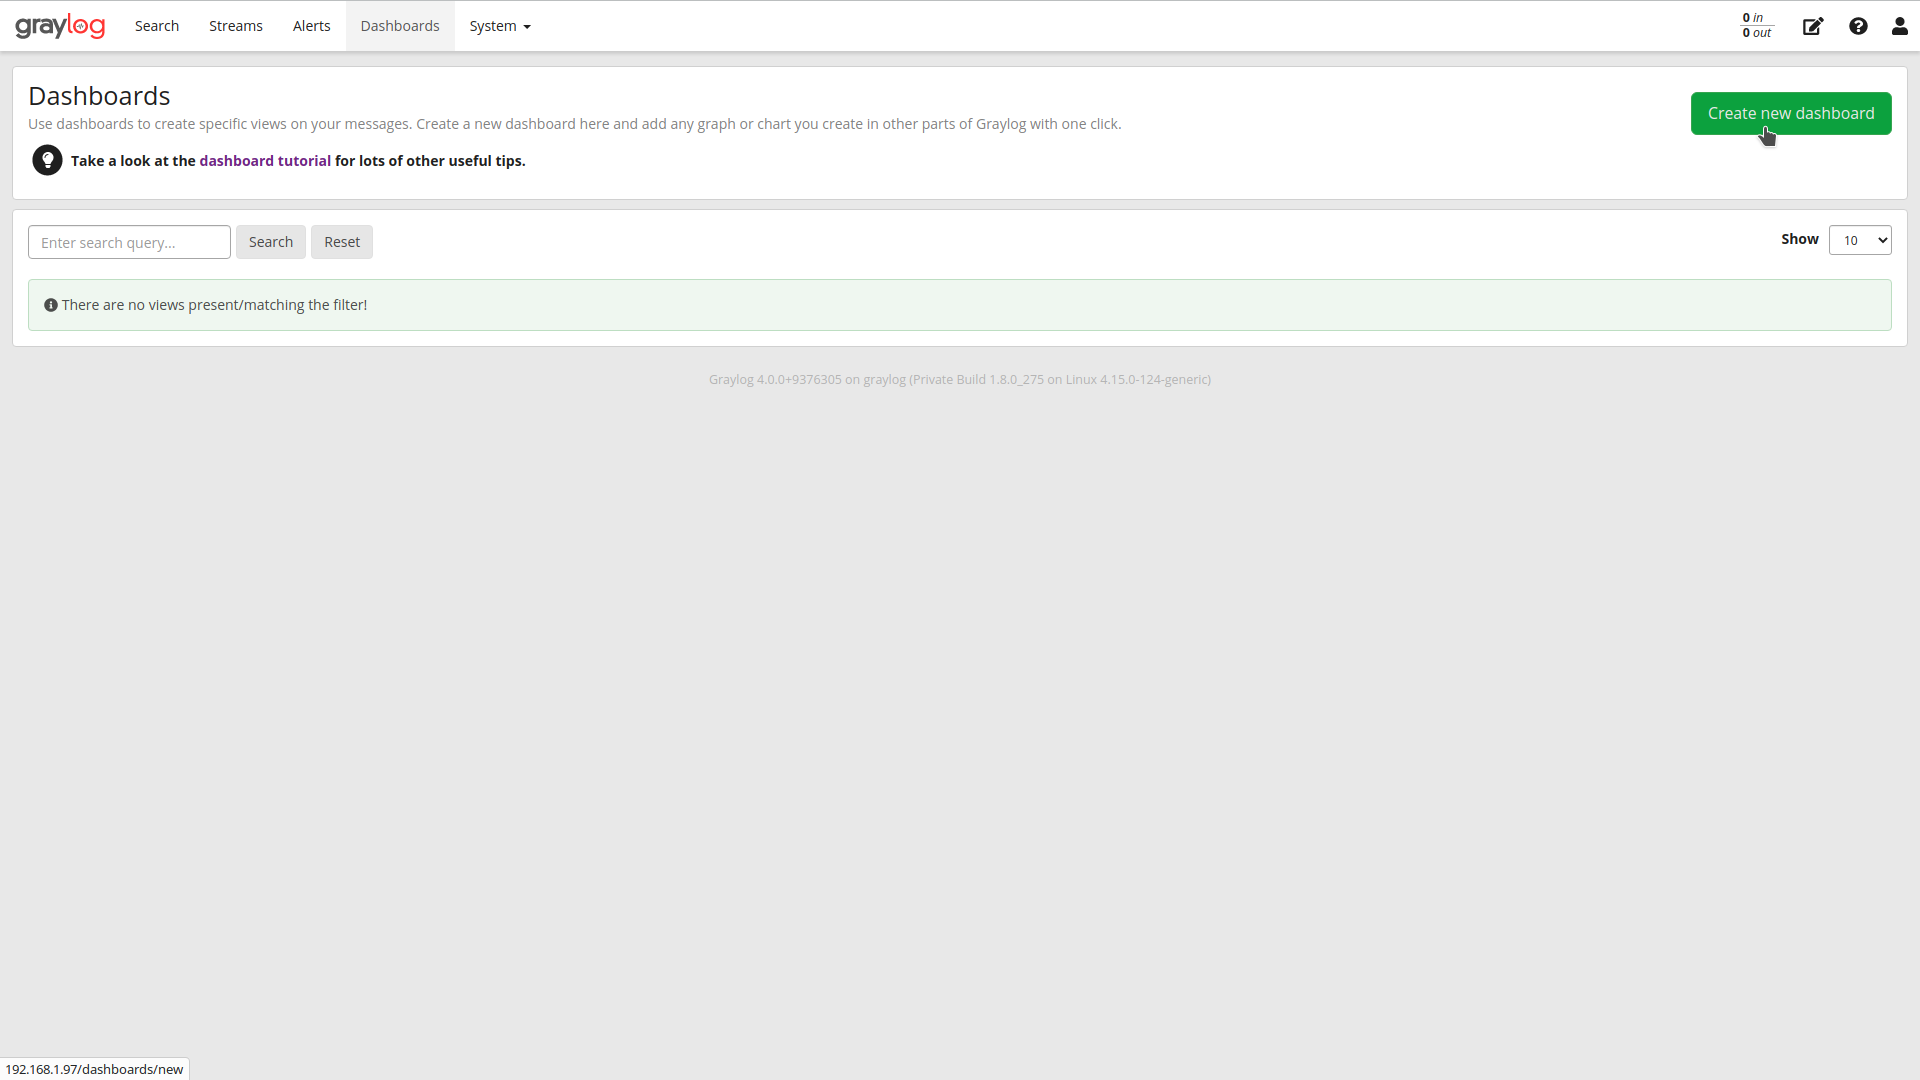 graylog Search Streams Alerts Dashboards System 0 in
0 out
Dashboards
Create new dashboard
Use dashboards to create specific views on your messages. Create a new dashboard here and add any graph or chart you create in other parts of Graylog with one click.
Take a look at the dashboard tutorial for lots of other useful tips.
Enter search query... Search Reset Show 10
There are no views present/matching the filter!
Graylog 4.0.0+9376305 on graylog (Private Build 1.8.0_275 on Linux 4.15.0-124-generic)
192.168.1.97/dashboards/new